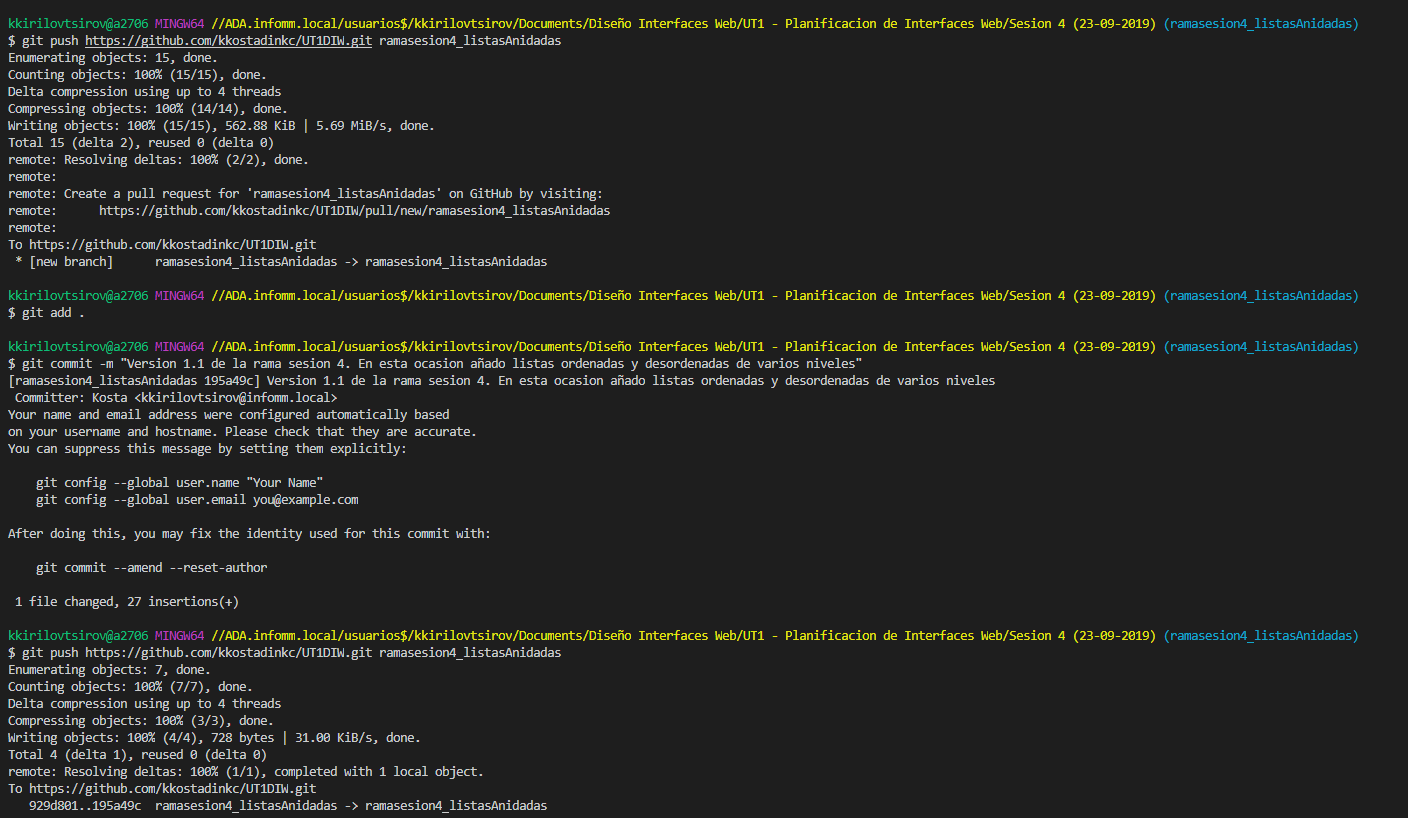 kkirilovtsirov@a2706 MINGW64 //ADA.infomm.local/usuarios$/kkirilovtsirov/Documents/Diseño Interfaces Web/UT1 - Planificacion de Interfaces Web/Sesion 4 (23-09-2019) (ramasesion4_listasAnidadas)
$ git push https://github.com/kkostadinkc/UT1DIW.git ramasesion4_listasAnidadas
Enumerating objects: 15, done.
Counting objects: 100% (15/15), done.
Delta compression using up to 4 threads
Compressing objects: 100% (14/14), done.
Writing objects: 100% (15/15), 562.88 KiB | 5.69 MiB/s, done.
Total 15 (delta 2), reused 0 (delta 0)
remote: Resolving deltas: 100% (2/2), done.
remote:
remote: Create a pull request for 'ramasesion4_listasAnidadas' on GitHub by visiting:
remote:      https://github.com/kkostadinkc/UT1DIW/pull/new/ramasesion4_listasAnidadas
remote:
To https://github.com/kkostadinkc/UT1DIW.git
 * [new branch]      ramasesion4_listasAnidadas -> ramasesion4_listasAnidadas

kkirilovtsirov@a2706 MINGW64 //ADA.infomm.local/usuarios$/kkirilovtsirov/Documents/Diseño Interfaces Web/UT1 - Planificacion de Interfaces Web/Sesion 4 (23-09-2019) (ramasesion4_listasAnidadas)
$ git add .

kkirilovtsirov@a2706 MINGW64 //ADA.infomm.local/usuarios$/kkirilovtsirov/Documents/Diseño Interfaces Web/UT1 - Planificacion de Interfaces Web/Sesion 4 (23-09-2019) (ramasesion4_listasAnidadas)
$ git commit -m "Version 1.1 de la rama sesion 4. En esta ocasion añado listas ordenadas y desordenadas de varios niveles"
[ramasesion4_listasAnidadas 195a49c] Version 1.1 de la rama sesion 4. En esta ocasion añado listas ordenadas y desordenadas de varios niveles
 Committer: Kosta <kkirilovtsirov@infomm.local>
Your name and email address were configured automatically based
on your username and hostname. Please check that they are accurate.
You can suppress this message by setting them explicitly:

    git config --global user.name "Your Name"
    git config --global user.email you@example.com

After doing this, you may fix the identity used for this commit with:

    git commit --amend --reset-author

 1 file changed, 27 insertions(+)

kkirilovtsirov@a2706 MINGW64 //ADA.infomm.local/usuarios$/kkirilovtsirov/Documents/Diseño Interfaces Web/UT1 - Planificacion de Interfaces Web/Sesion 4 (23-09-2019) (ramasesion4_listasAnidadas)
$ git push https://github.com/kkostadinkc/UT1DIW.git ramasesion4_listasAnidadas
Enumerating objects: 7, done.
Counting objects: 100% (7/7), done.
Delta compression using up to 4 threads
Compressing objects: 100% (3/3), done.
Writing objects: 100% (4/4), 728 bytes | 31.00 KiB/s, done.
Total 4 (delta 1), reused 0 (delta 0)
remote: Resolving deltas: 100% (1/1), completed with 1 local object.
To https://github.com/kkostadinkc/UT1DIW.git
   929d801..195a49c  ramasesion4_listasAnidadas -> ramasesion4_listasAnidadas